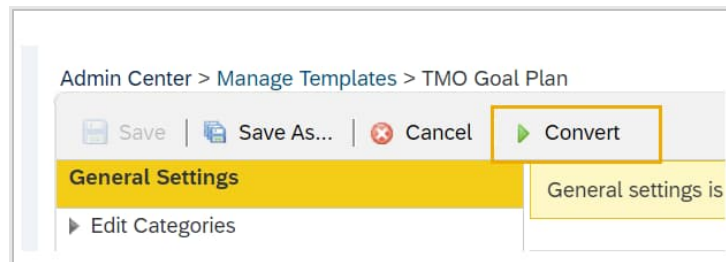 Admin Center > Manage Templates > TMO Goal Plan
Save | Save As... | Cancel Convert
General Settings
General settings is
Edit Categories